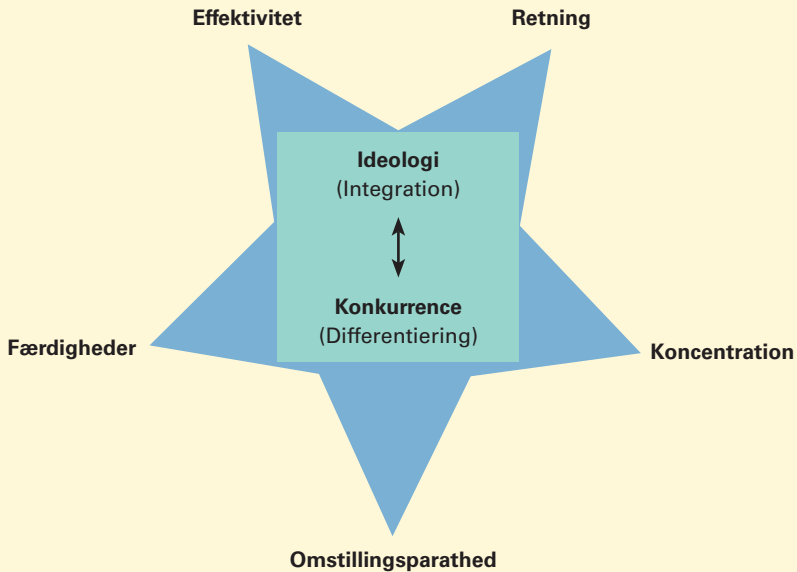 Effektivitet
Retning
Ideologi
(Integration)
Konkurrence
(Differentiering)
Færdigheder
Koncentration
Omstillingsparathed